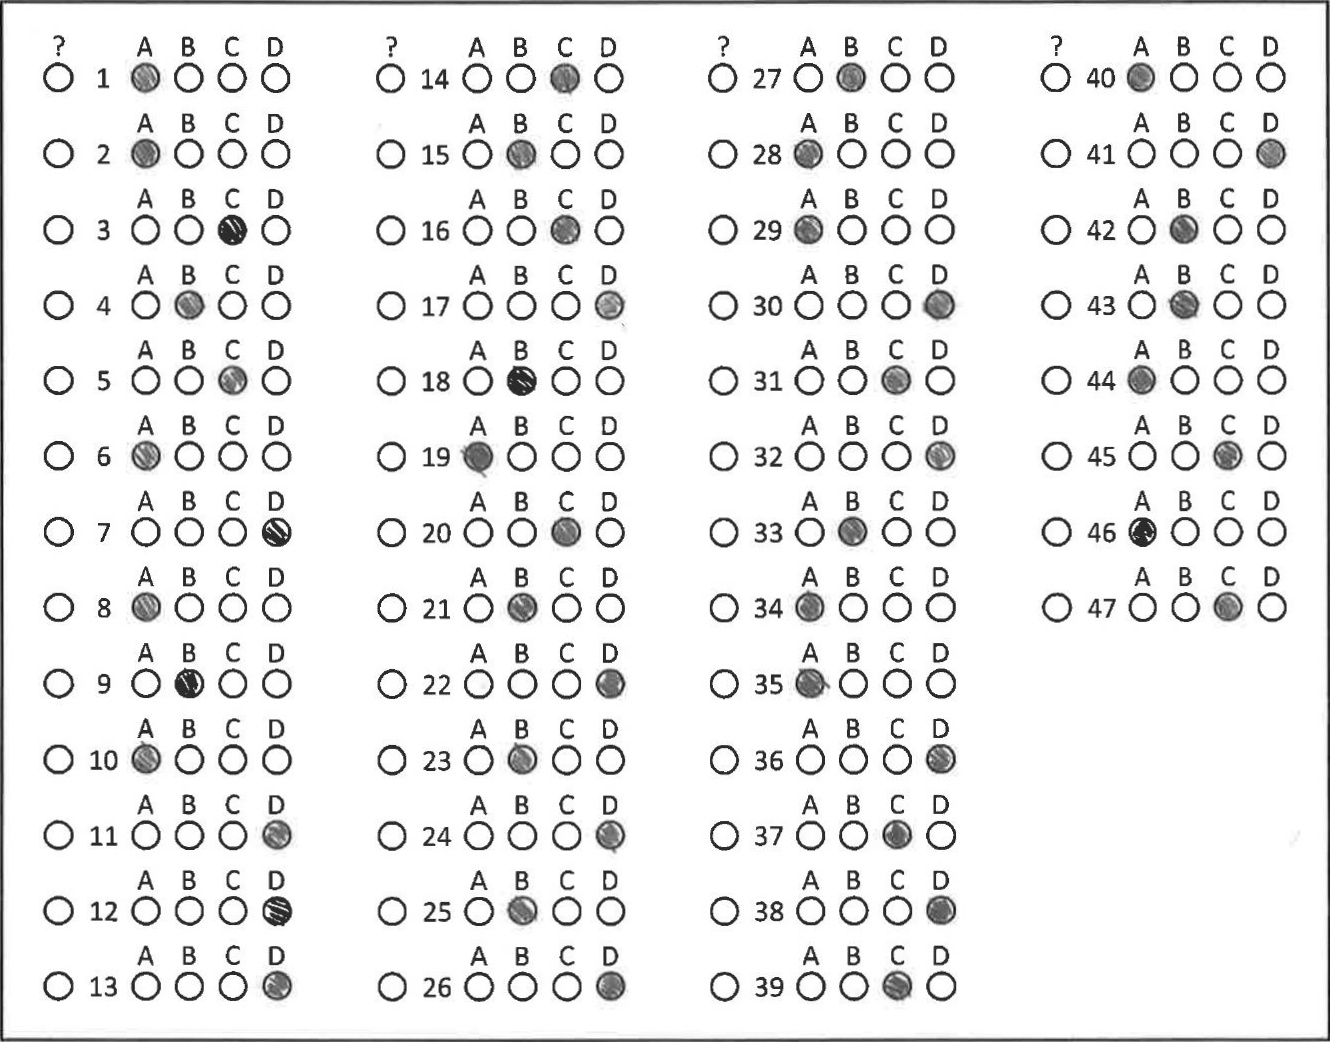 ? A B C D
1
A B C D
2
A B C D
3
A B C D
4
A B C D
5
A B C D
6
A B C D
7
A B C D
8
A B C D
9
A B C D
10
A B C D
11
A B C D
12
A B C D
13
? A B C D
14
A B C D
15
A B C D
16
A B C D
17
A B C D
18
A B C D
19
A B C D
20
A B C D
21
A B C D
22
A B C D
23
A B C D
24
A B C D
25
A B C D
26
? A B C D
27
A B C D
28
A B C D
29
A B C D
30
A B C D
31
A B C D
32
A B C D
33
A B C D
34
A B C D
35
A B C D
36
A B C D
37
A B C D
38
A B C D
39
? A B C D
40
A B C D
41
A B C D
42
A B C D
43
A B C D
44
A B C D
45
A B C D
46
A B C D
47